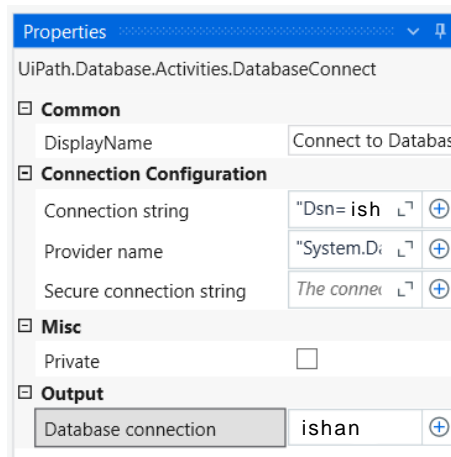 Properties
UiPath.Database.Activities.DatabaseConnect
Common
DisplayName Connect to Databas
Connection Configuration
Connection string "Dsn= ish
Provider name "System.Da
Secure connection string The connec
Misc
Private
Output
Database connection ishan